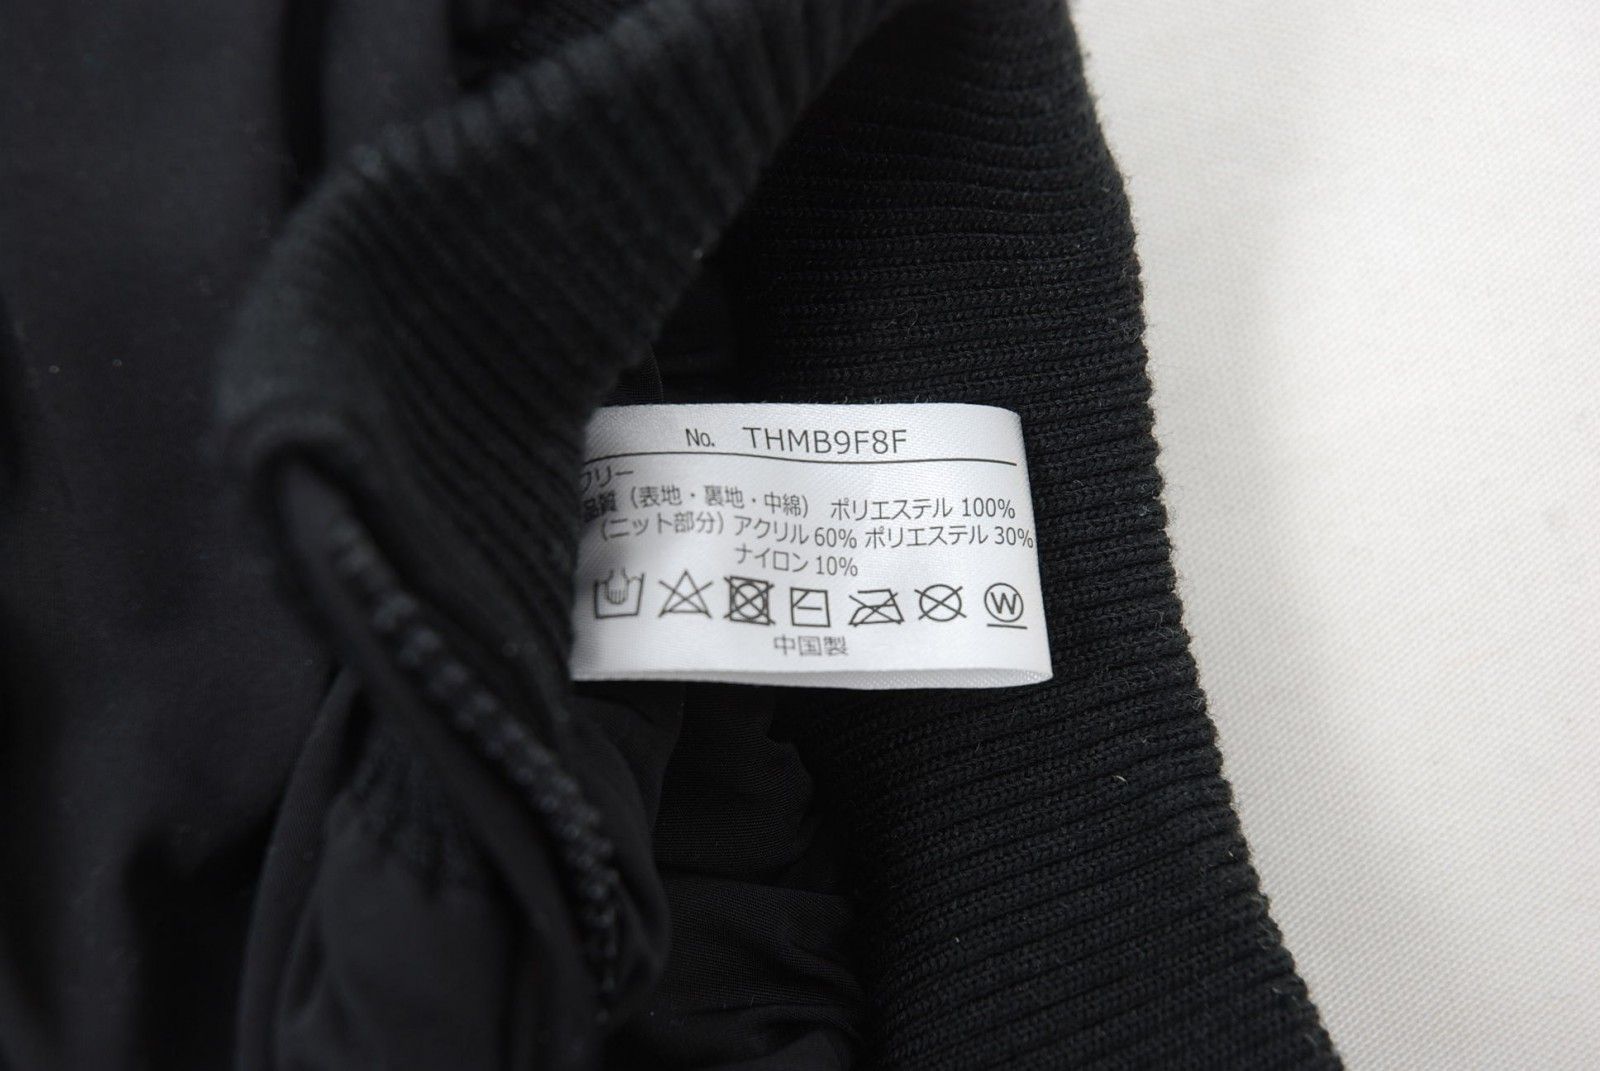 No. THMB9F8F
フリー
品質（表地・裏地・中綿） ポリエステル 100%
（ニット部分）アクリル 60% ポリエステル 30%
ナイロン 10%
W
中国製